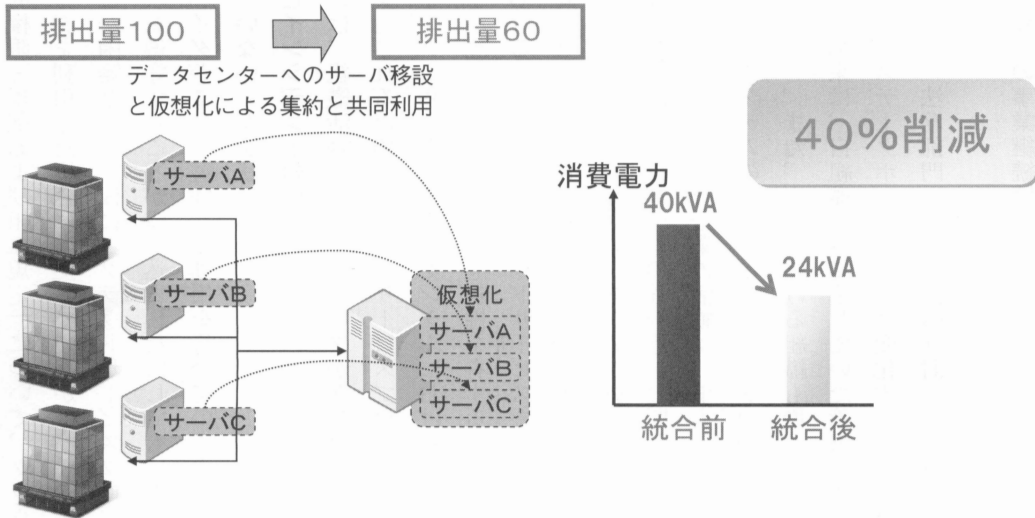 排出量100
排出量60
データセンターへのサーバ移設
と仮想化による集約と共同利用
40%削減
サーバA
サーバB
サーバC
仮想化
サーバA
サーバB
サーバC
消費電力
40kVA
24kVA
統合前
統合後